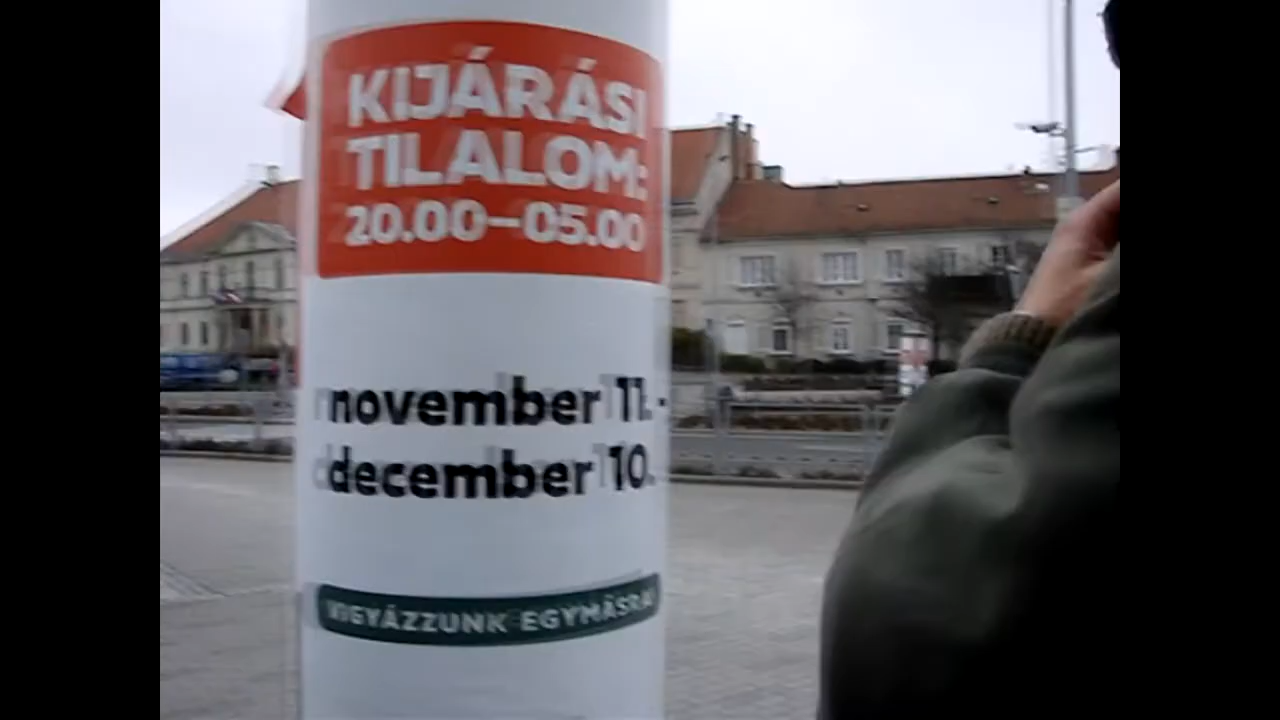 KIJÁRÁSI
TILALOM:
20.00–05.00
november 11.-
december 10.
VIGYÁZZUNK EGYMÁSRA!